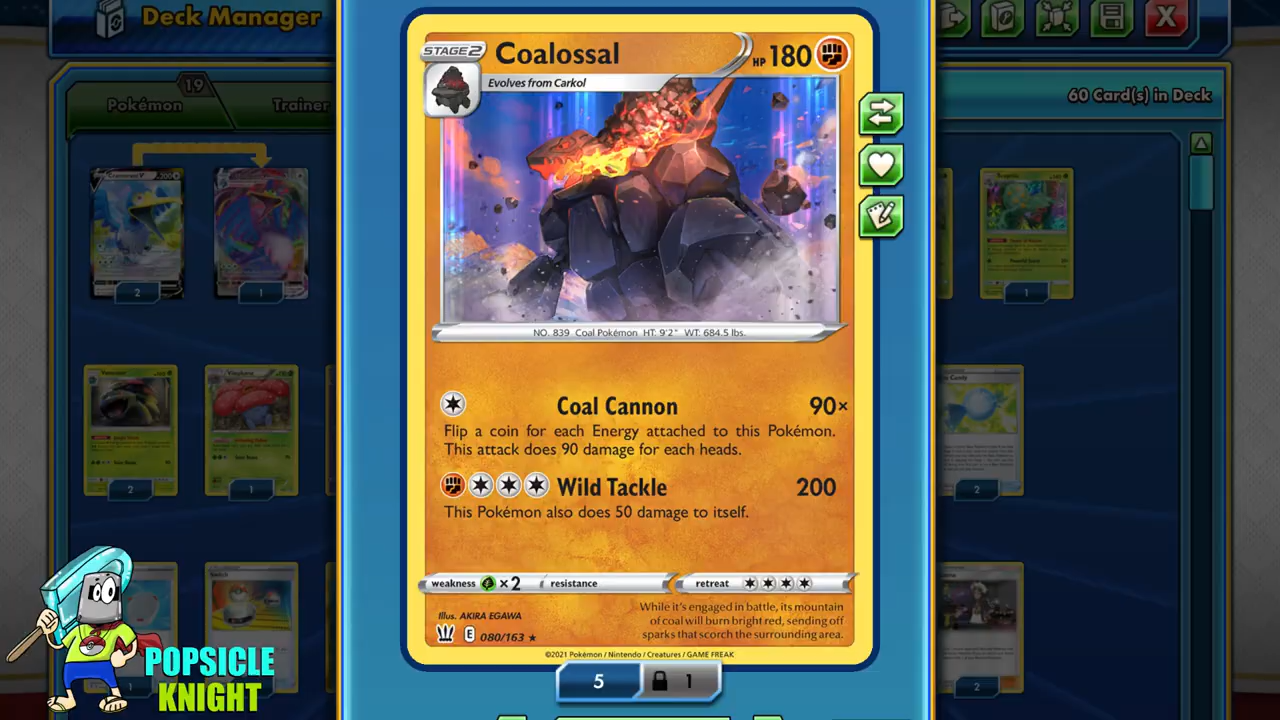 Deck Manager
X
19
Pokémon
Trainer
60 Card(s) in Deck
STAGE 2
Coalossal
HP 180
Evolves from Carkol
NO. 839 Coal Pokémon HT: 9'2" WT: 684.5 lbs.
Coal Cannon 90×
Flip a coin for each Energy attached to this Pokémon.
This attack does 90 damage for each heads.
Wild Tackle 200
This Pokémon also does 50 damage to itself.
weakness ×2 resistance retreat
Illus. AKIRA EGAWA
While it's engaged in battle, its mountain
of coal will burn bright red, sending off
sparks that scorch the surrounding area.
E 080/163
©2021 Pokémon / Nintendo / Creatures / GAME FREAK
5 1
2
1
1
2
1
2
Switch
1
2
POPSICLE
KNIGHT